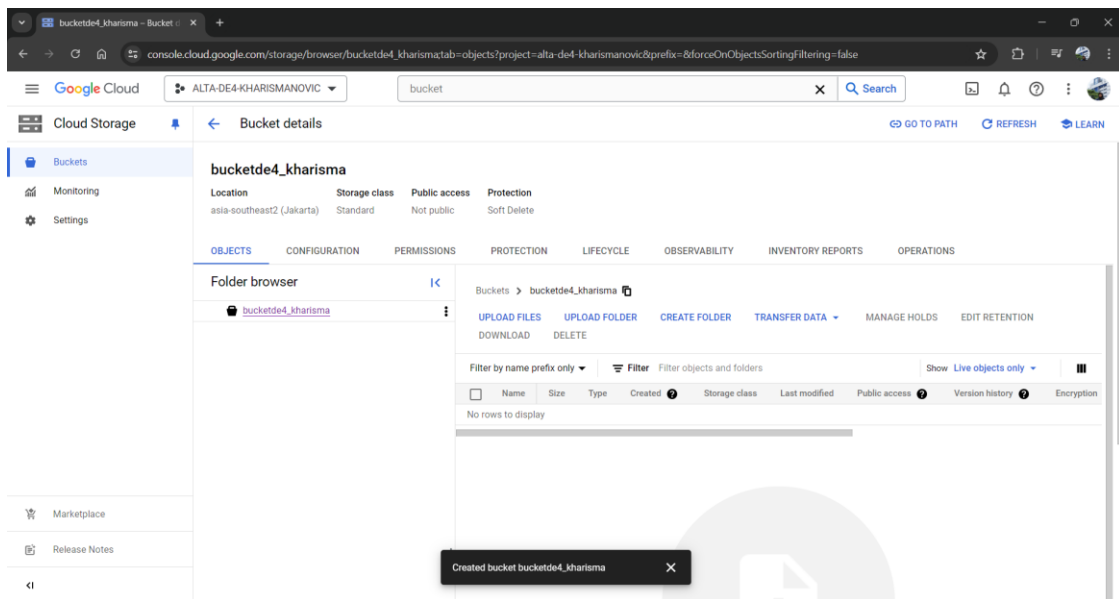 bucketde4_kharisma – Bucket d
console.cloud.google.com/storage/browser/bucketde4_kharisma;tab=objects?project=alta-de4-kharismanovic&prefix=&forceOnObjectsSortingFiltering=false
Google Cloud
ALTA-DE4-KHARISMANOVIC
bucket
Search
Cloud Storage
Bucket details
GO TO PATH
REFRESH
LEARN
Buckets
Monitoring
Settings
bucketde4_kharisma
Location Storage class Public access Protection
asia-southeast2 (Jakarta) Standard Not public Soft Delete
OBJECTS CONFIGURATION PERMISSIONS PROTECTION LIFECYCLE OBSERVABILITY INVENTORY REPORTS OPERATIONS
Folder browser
bucketde4_kharisma
Buckets > bucketde4_kharisma
UPLOAD FILES UPLOAD FOLDER CREATE FOLDER TRANSFER DATA MANAGE HOLDS EDIT RETENTION
DOWNLOAD DELETE
Filter by name prefix only Filter Filter objects and folders Show Live objects only
Name Size Type Created Storage class Last modified Public access Version history Encryption
No rows to display
Marketplace
Release Notes
Created bucket bucketde4_kharisma